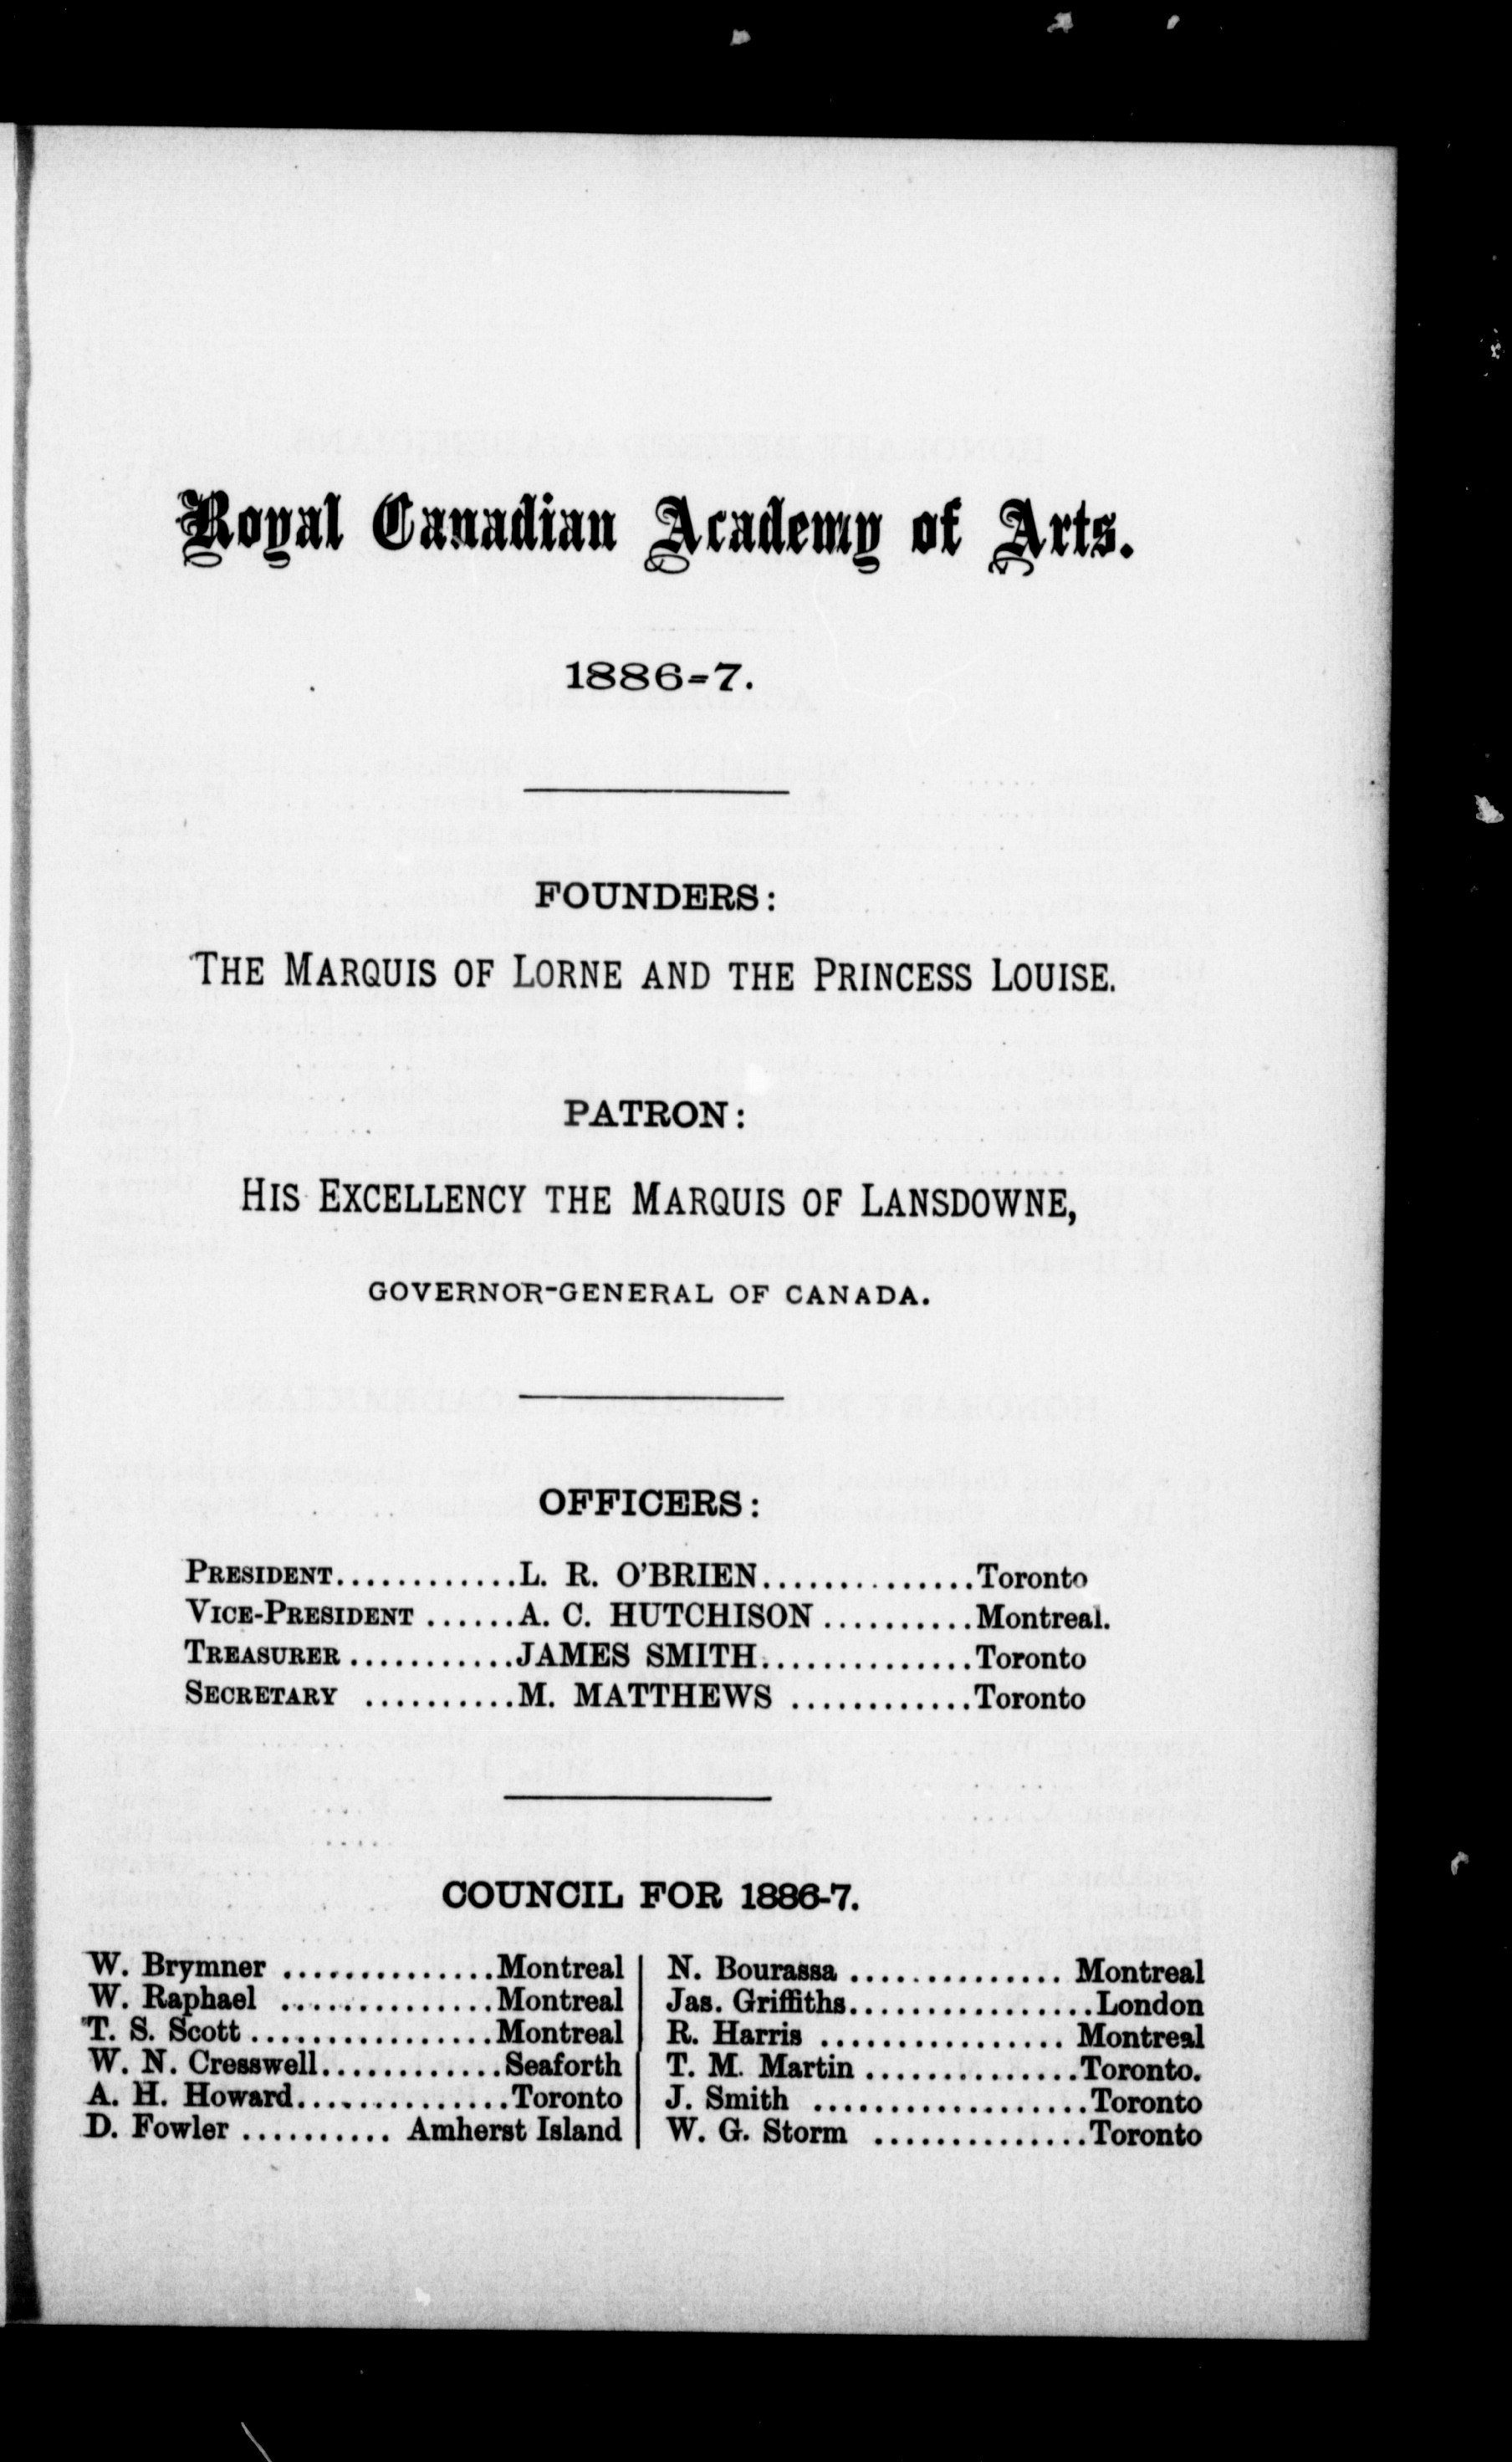 Royal Canadian Academy of Arts.
1886-7.
FOUNDERS:
THE MARQUIS OF LORNE AND THE PRINCESS LOUISE.
PATRON:
HIS EXCELLENCY THE MARQUIS OF LANSDOWNE,
GOVERNOR-GENERAL OF CANADA.
OFFICERS:
PRESIDENT.............L. R. O'BRIEN..............Toronto
VICE-PRESIDENT ......A. C. HUTCHISON ..........Montreal.
TREASURER ...........JAMES SMITH..............Toronto
SECRETARY ..........M. MATTHEWS ............Toronto
COUNCIL FOR 1886-7.
W. Brymner ..............Montreal
W. Raphael ..............Montreal
T. S. Scott ................Montreal
W. N. Cresswell............Seaforth
A. H. Howard..............Toronto
D. Fowler .......... Amherst Island
N. Bourassa .............. Montreal
Jas. Griffiths................London
R. Harris ................ Montreal
T. M. Martin ..............Toronto.
J. Smith ..................Toronto
W. G. Storm ..............Toronto